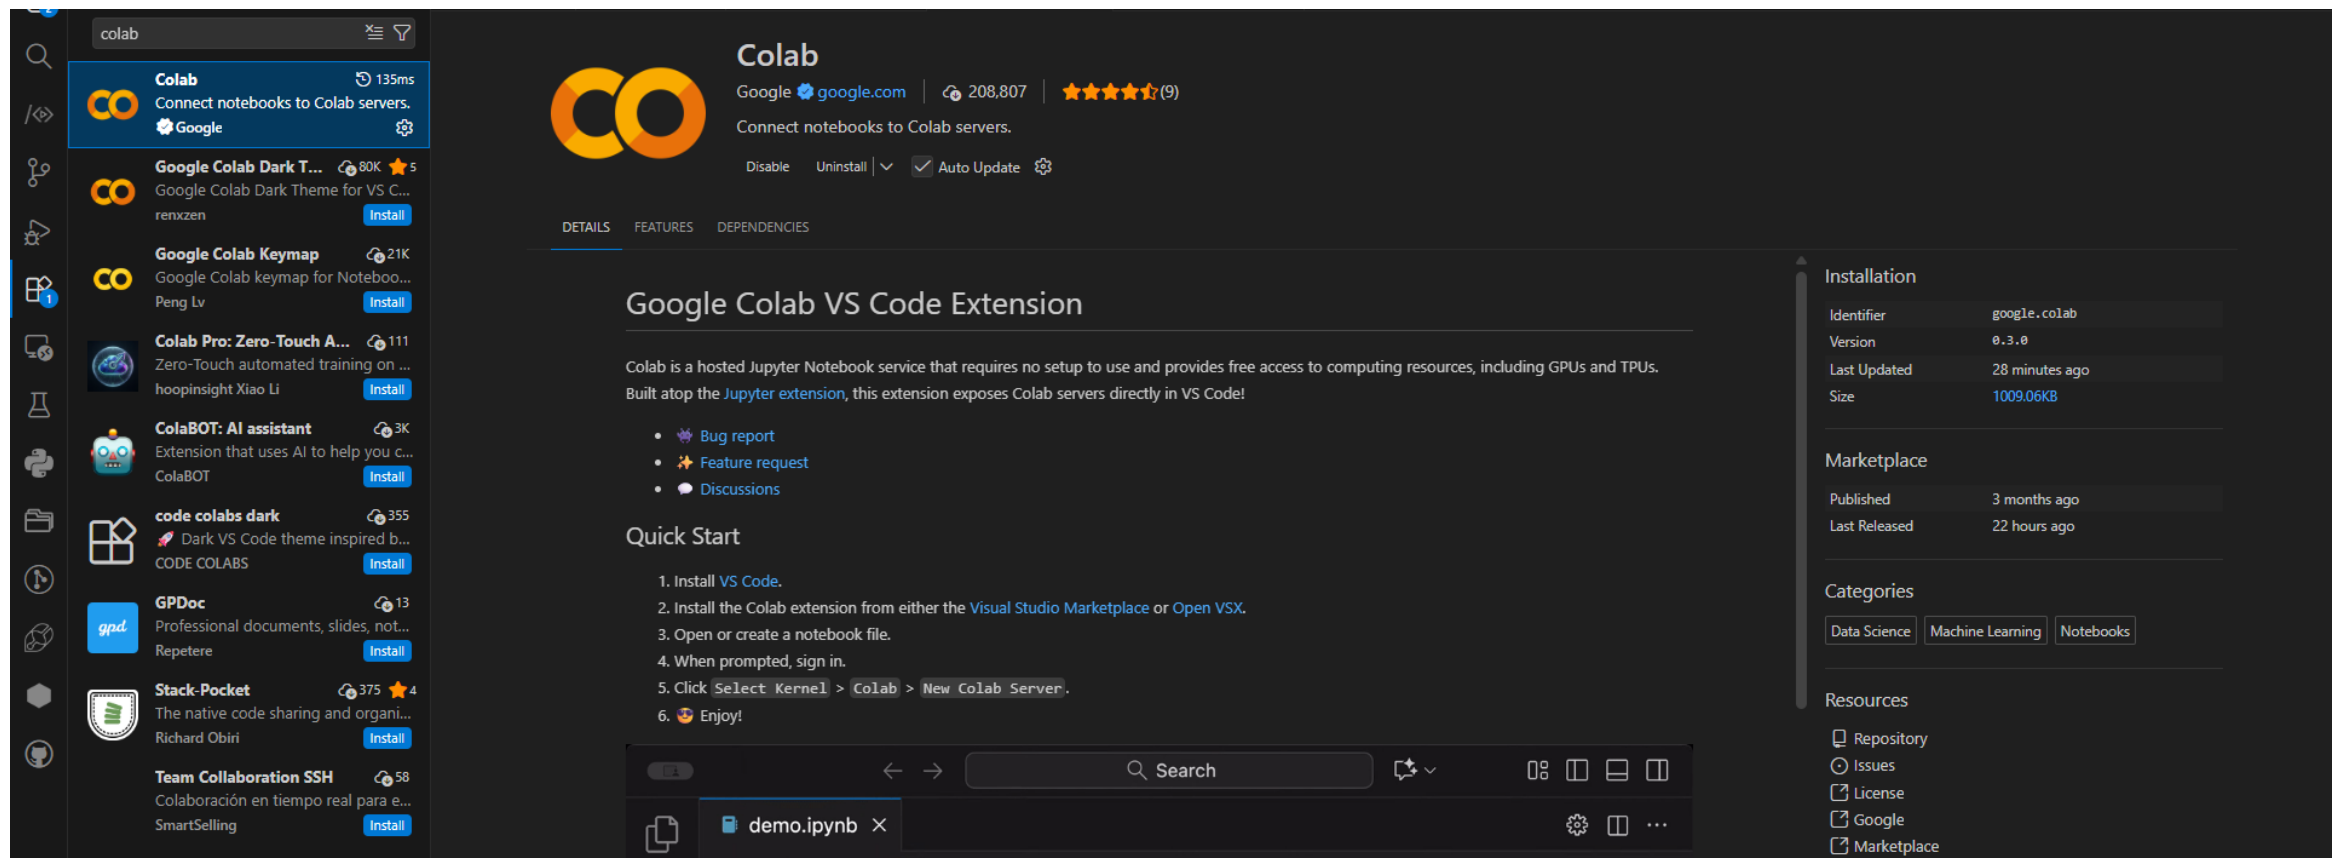 2
colab
Colab
135ms
Connect notebooks to Colab servers.
Google
Google Colab Dark T...
80K
5
Google Colab Dark Theme for VS C...
renxzen
Install
Google Colab Keymap
21K
Google Colab keymap for Noteboo...
Peng Lv
Install
Colab Pro: Zero-Touch A...
111
Zero-Touch automated training on ...
hoopinsight Xiao Li
Install
ColaBOT: AI assistant
3K
Extension that uses AI to help you c...
ColaBOT
Install
code colabs dark
355
🚀 Dark VS Code theme inspired b...
CODE COLABS
Install
gpd
GPDoc
13
Professional documents, slides, not...
Repetere
Install
Stack-Pocket
375
4
The native code sharing and organi...
Richard Obiri
Install
Team Collaboration SSH
58
Colaboración en tiempo real para e...
SmartSelling
Install
1
Colab
Google google.com
208,807
(9)
Connect notebooks to Colab servers.
Disable
Uninstall
Auto Update
DETAILS
FEATURES
DEPENDENCIES
Google Colab VS Code Extension
Colab is a hosted Jupyter Notebook service that requires no setup to use and provides free access to computing resources, including GPUs and TPUs.
Built atop the Jupyter extension, this extension exposes Colab servers directly in VS Code!
• 👾 Bug report
• ✨ Feature request
• 💬 Discussions
Quick Start
1. Install VS Code.
2. Install the Colab extension from either the Visual Studio Marketplace or Open VSX.
3. Open or create a notebook file.
4. When prompted, sign in.
5. Click Select Kernel > Colab > New Colab Server.
6. 😎 Enjoy!
Search
demo.ipynb
Installation
Identifier google.colab
Version 0.3.0
Last Updated 28 minutes ago
Size 1009.06KB
Marketplace
Published 3 months ago
Last Released 22 hours ago
Categories
Data Science
Machine Learning
Notebooks
Resources
Repository
Issues
License
Google
Marketplace